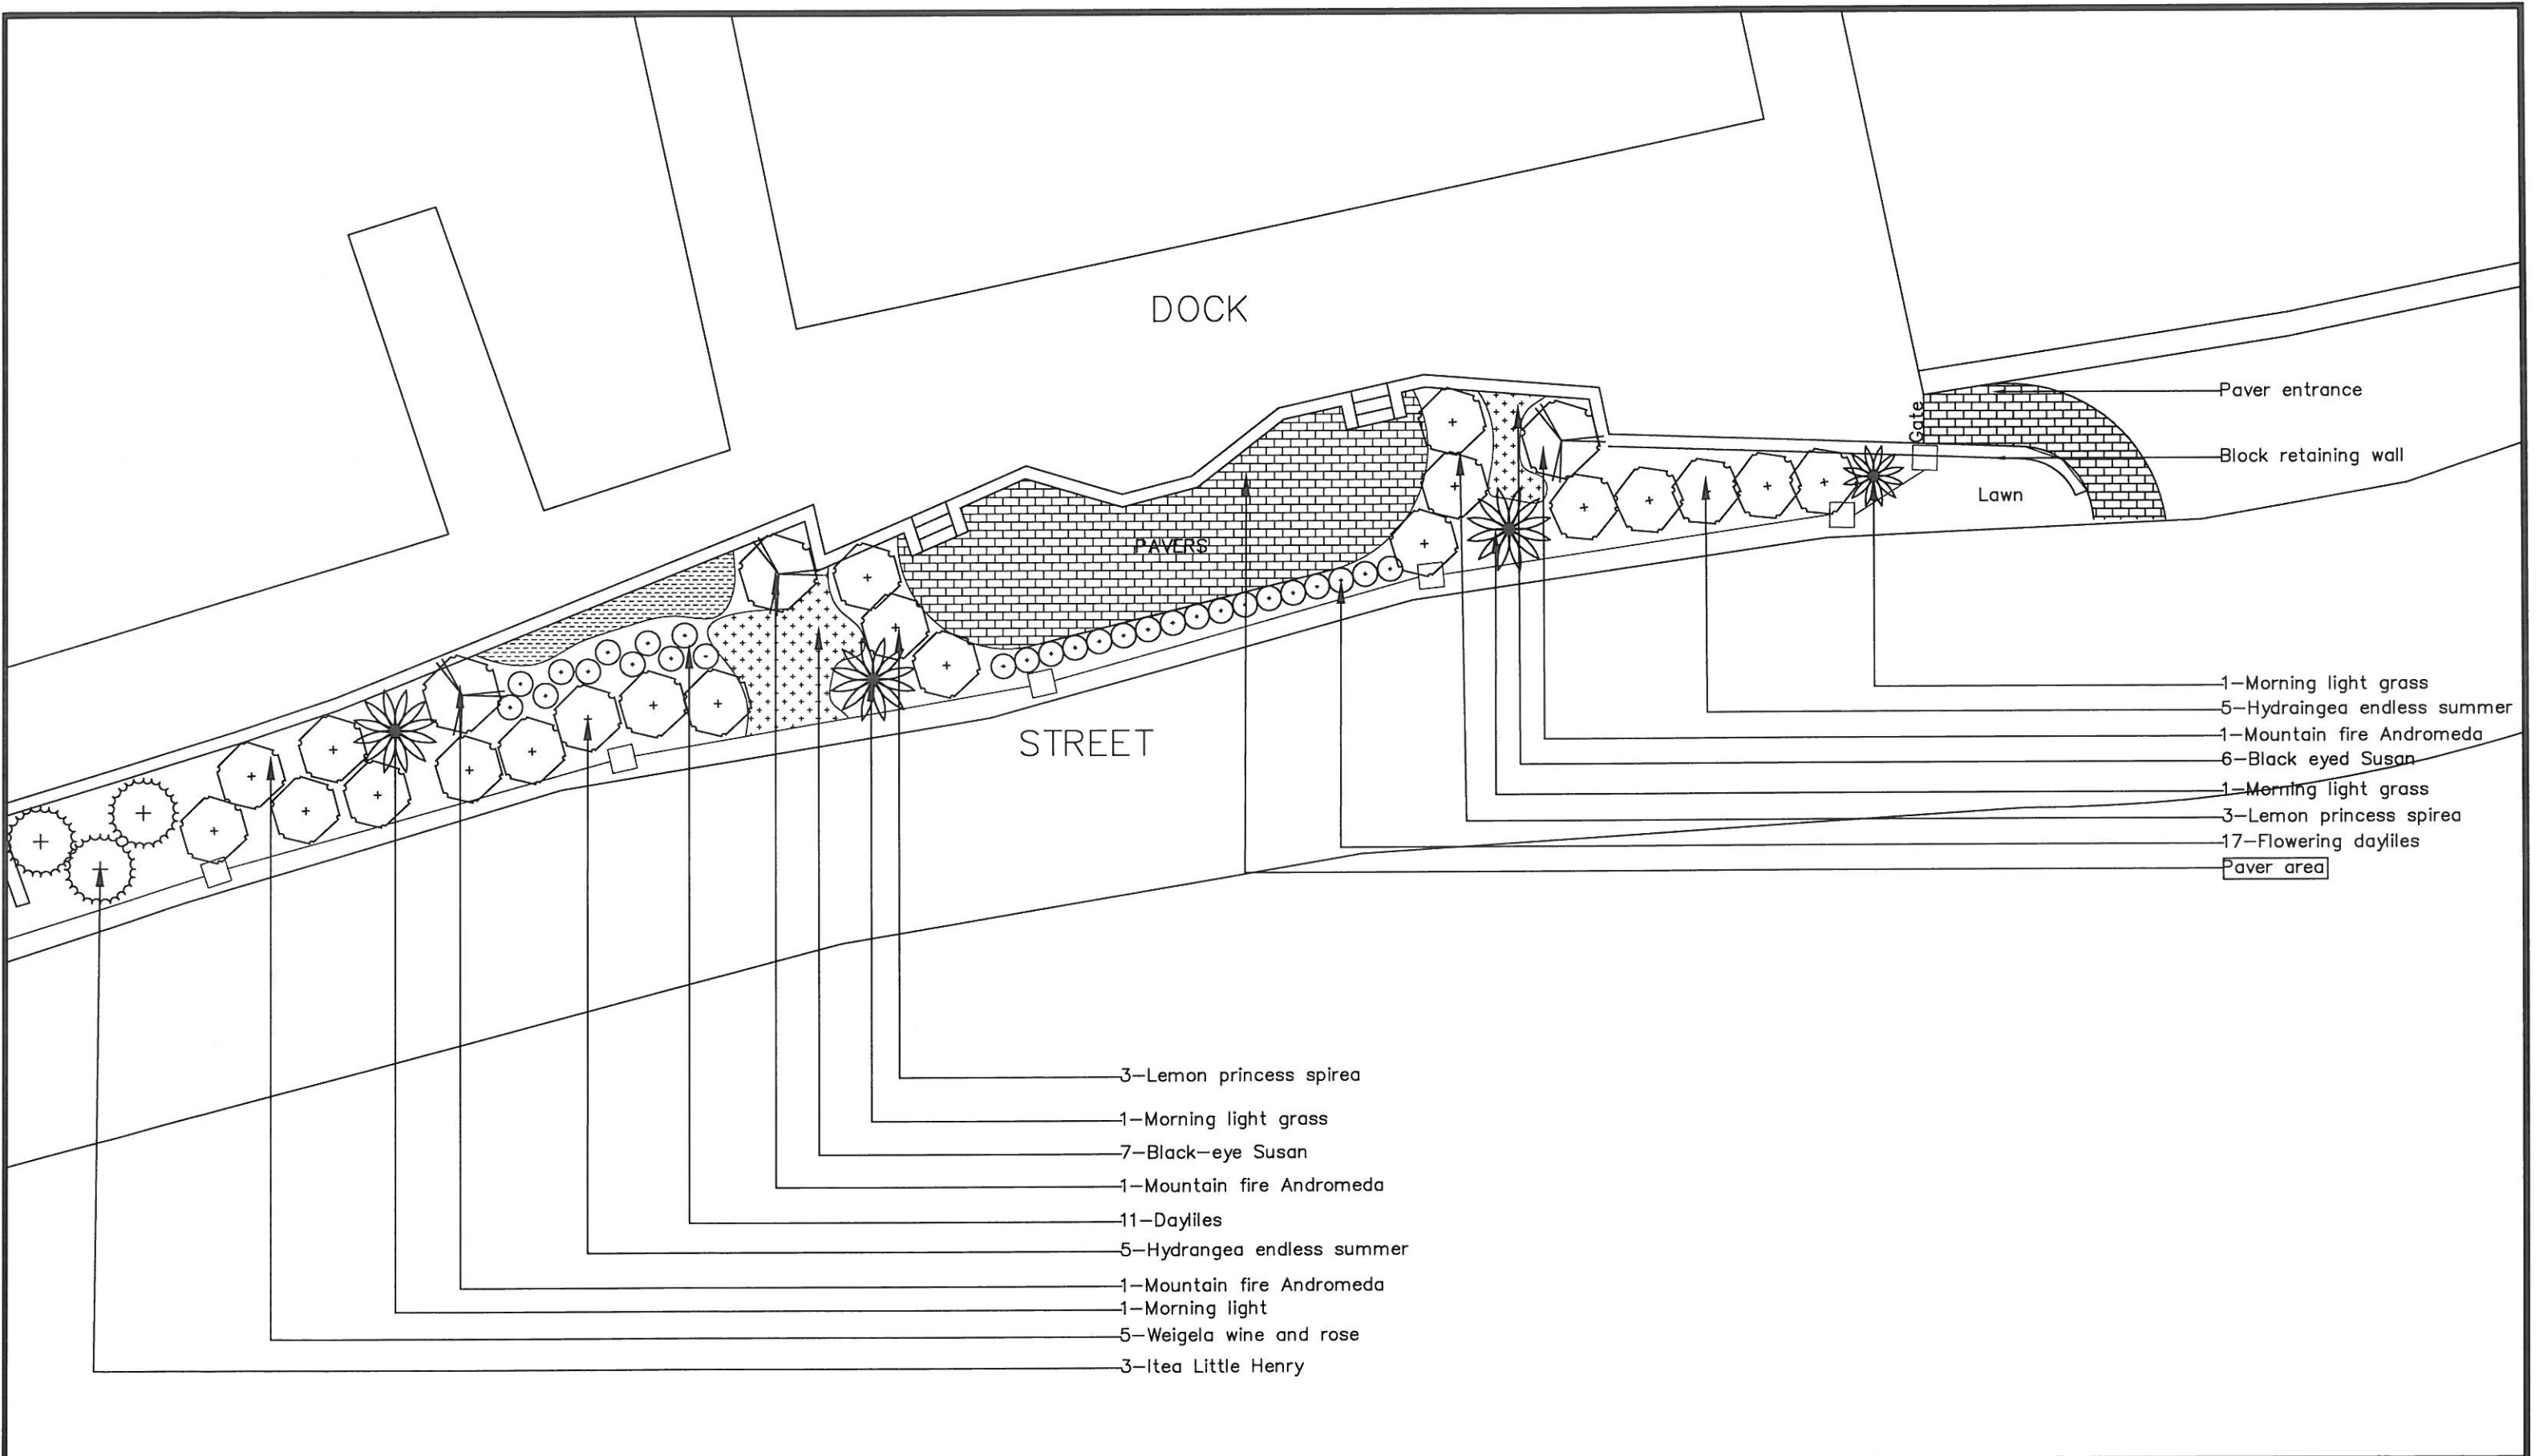 DOCK
Gate
Paver entrance
Block retaining wall
Lawn
PAVERS
STREET
1-Morning light grass
5-Hydraingea endless summer
1-Mountain fire Andromeda
6-Black eyed Susan
1-Morning light grass
3-Lemon princess spirea
17-Flowering dayliles
Paver area
3-Lemon princess spirea
1-Morning light grass
7-Black-eye Susan
1-Mountain fire Andromeda
11-Dayliles
5-Hydrangea endless summer
1-Mountain fire Andromeda
1-Morning light
5-Weigela wine and rose
3-Itea Little Henry